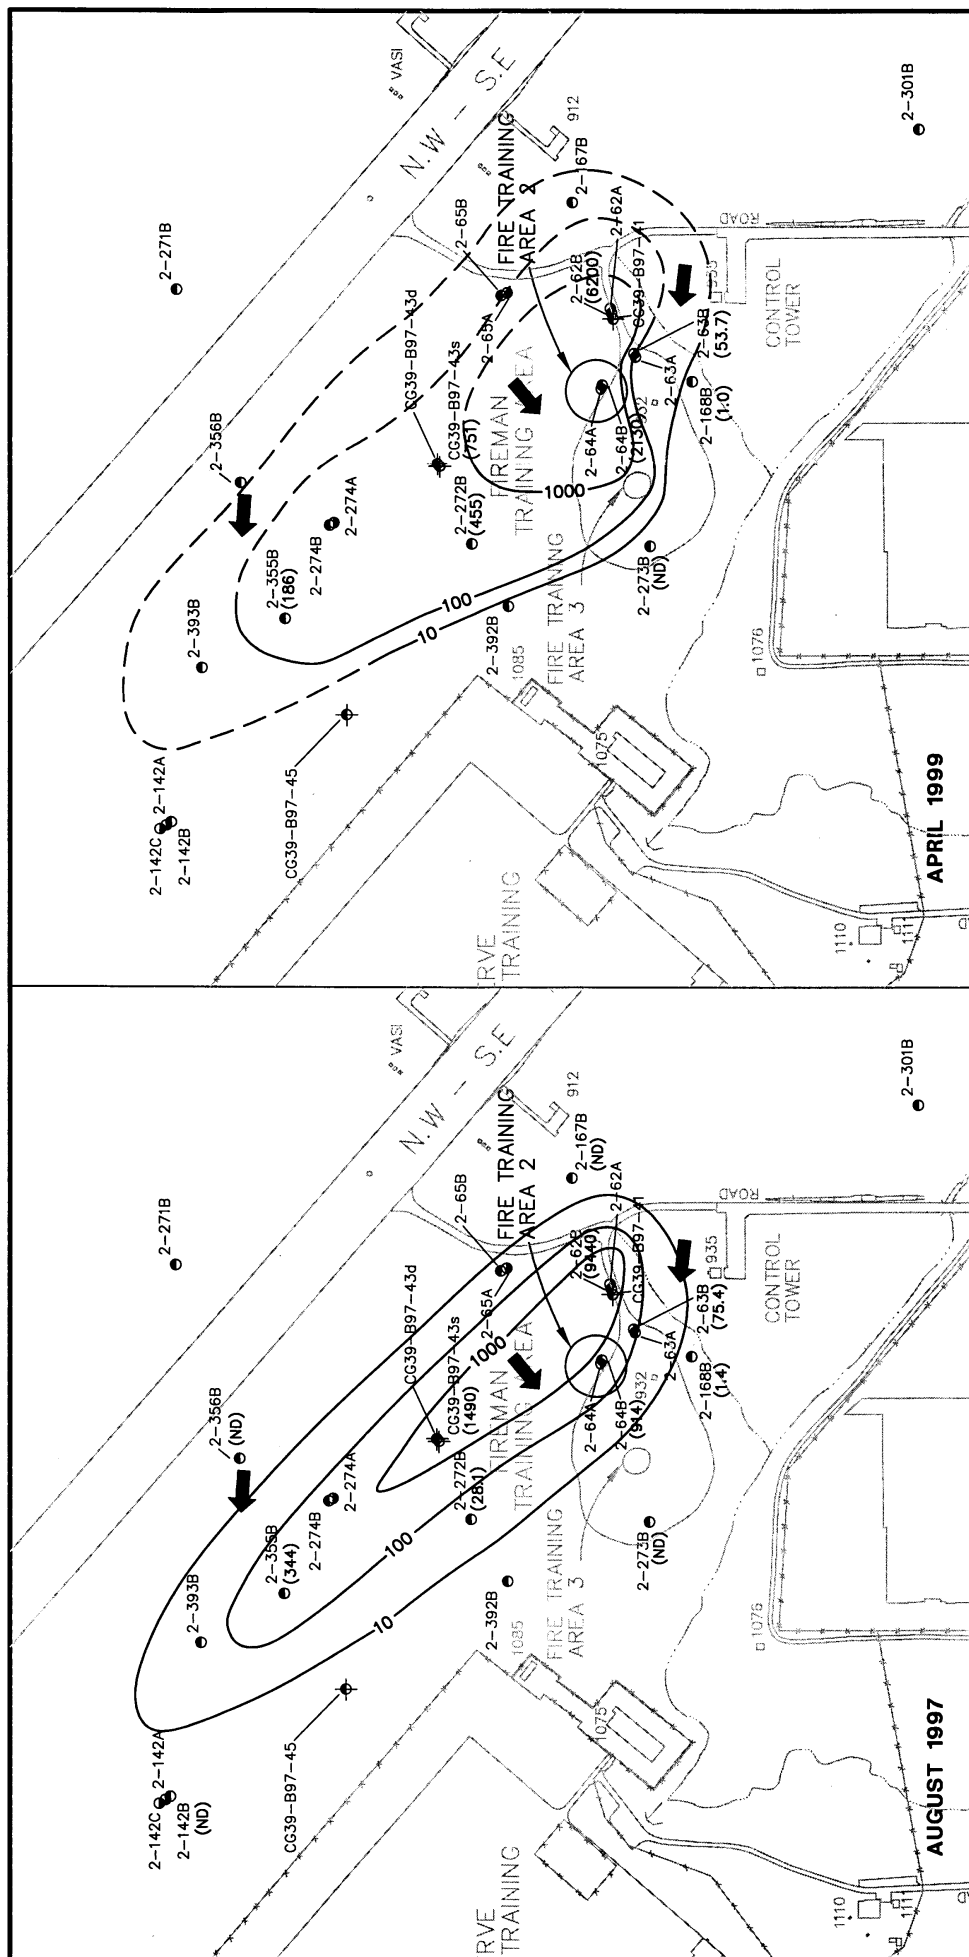 AUGUST 1997
2-142C
2-142A
2-142B
(ND)
CG39-B97-45
2-393B
2-355B
(344)
2-274B
2-274A
2-356B
(ND)
2-271B
CG39-B97-43d
CG39-B97-43s
(1490)
2-272B
(28.1)
2-392B
1085
2-65B
2-65A
N.W - S.E
VASI
FIRE TRAINING
AREA 2
912
2-167B
(ND)
2-62A
2-62B
(9440)
CG39-B97-41
FIREMAN
TRAINING AREA
1000
100
10
2-64A
2-64B
(914)
932
2-63A
2-63B
(75.4)
2-168B
(1.4)
935
ROAD
CONTROL
TOWER
2-301B
FIRE TRAINING
AREA 3
2-273B
(ND)
1075
1076
RVE
TRAINING
1110
1111
APRIL 1999
2-142C
2-142A
2-142B
CG39-B97-45
2-393B
2-355B
(186)
2-274B
2-274A
2-356B
2-271B
CG39-B97-43d
CG39-B97-43s
(751)
2-272B
(455)
2-392B
1085
2-65B
2-65A
N.W - S.E
VASI
FIRE TRAINING
AREA 2
912
2-167B
2-62A
2-62B
(6200)
CG39-B97-41
FIREMAN
TRAINING AREA
1000
100
10
2-64A
2-64B
(2130)
932
2-63A
2-63B
(53.7)
2-168B
(1.0)
935
ROAD
CONTROL
TOWER
2-301B
FIRE TRAINING
AREA 3
2-273B
(ND)
1075
1076
RVE
TRAINING
1110
1111